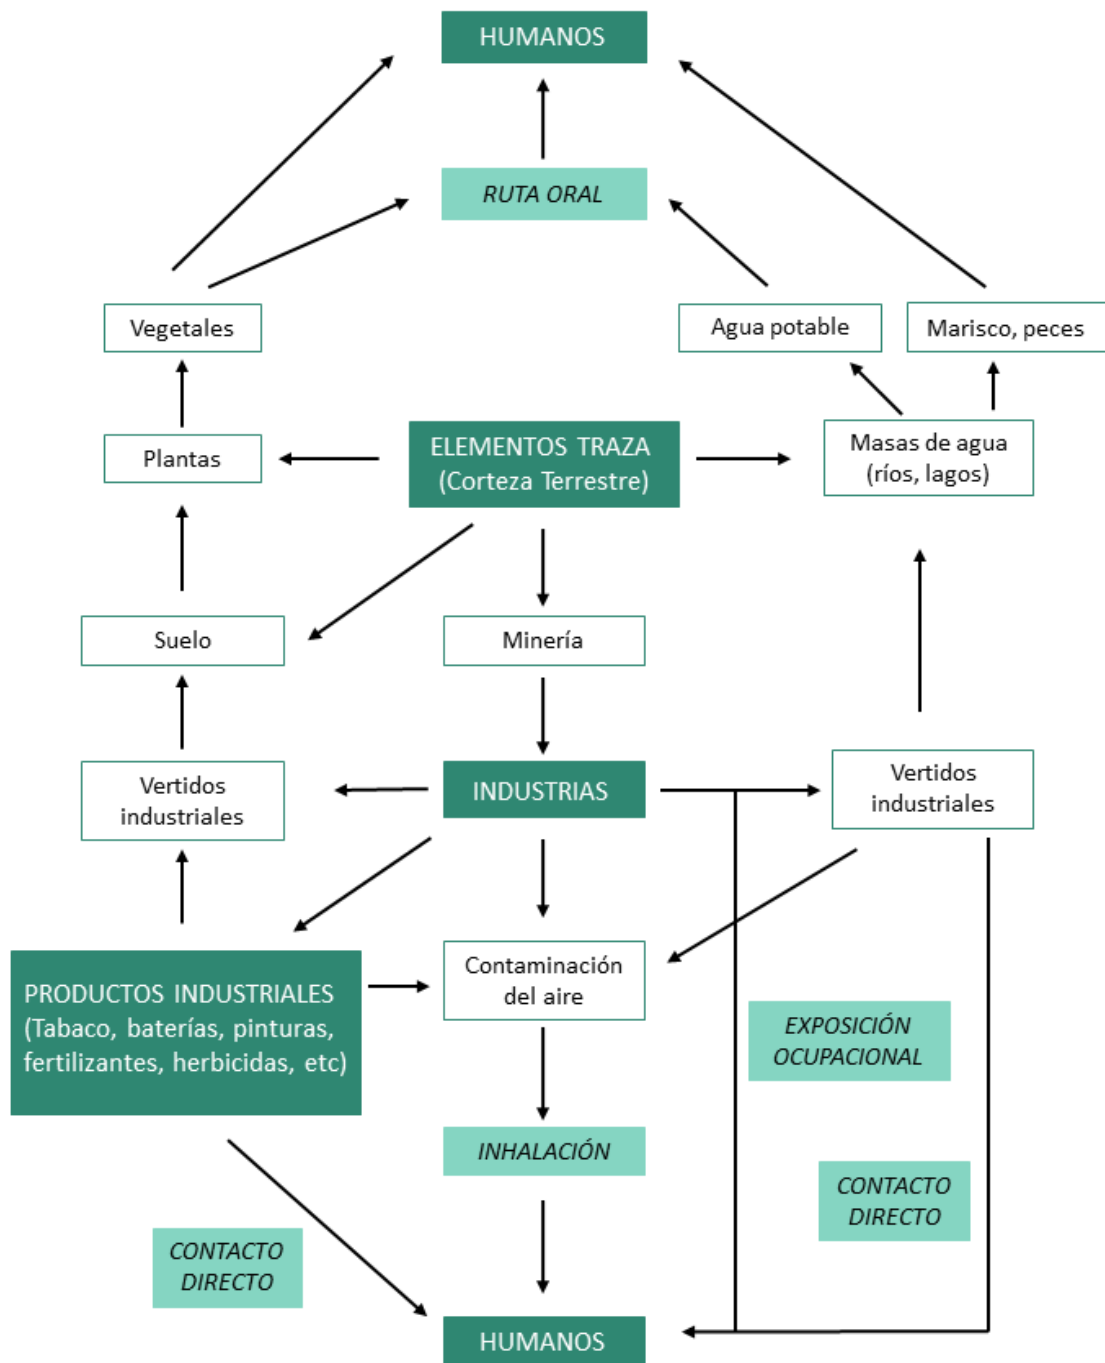 HUMANOS
RUTA ORAL
Vegetales
Agua potable
Marisco, peces
Plantas
ELEMENTOS TRAZA
(Corteza Terrestre)
Masas de agua
(ríos, lagos)
Suelo
Minería
Vertidos
industriales
INDUSTRIAS
Vertidos
industriales
PRODUCTOS INDUSTRIALES
(Tabaco, baterías, pinturas,
fertilizantes, herbicidas, etc)
Contaminación
del aire
EXPOSICIÓN
OCUPACIONAL
INHALACIÓN
CONTACTO
DIRECTO
CONTACTO
DIRECTO
HUMANOS